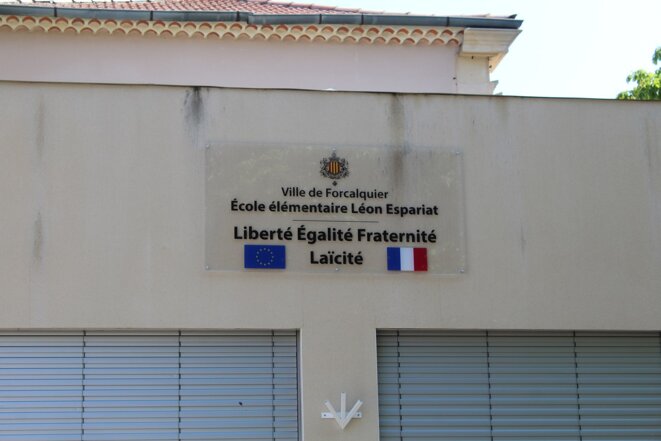 Ville de Forcalquier
École élémentaire Léon Espariat
Liberté Égalité Fraternité
Laïcité